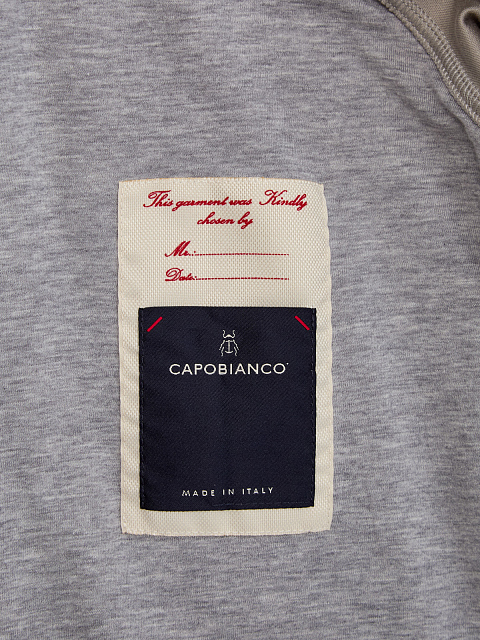 This garment was Kindly
chosen by
Mr.:
Date:
CAPOBIANCO
MADE IN ITALY